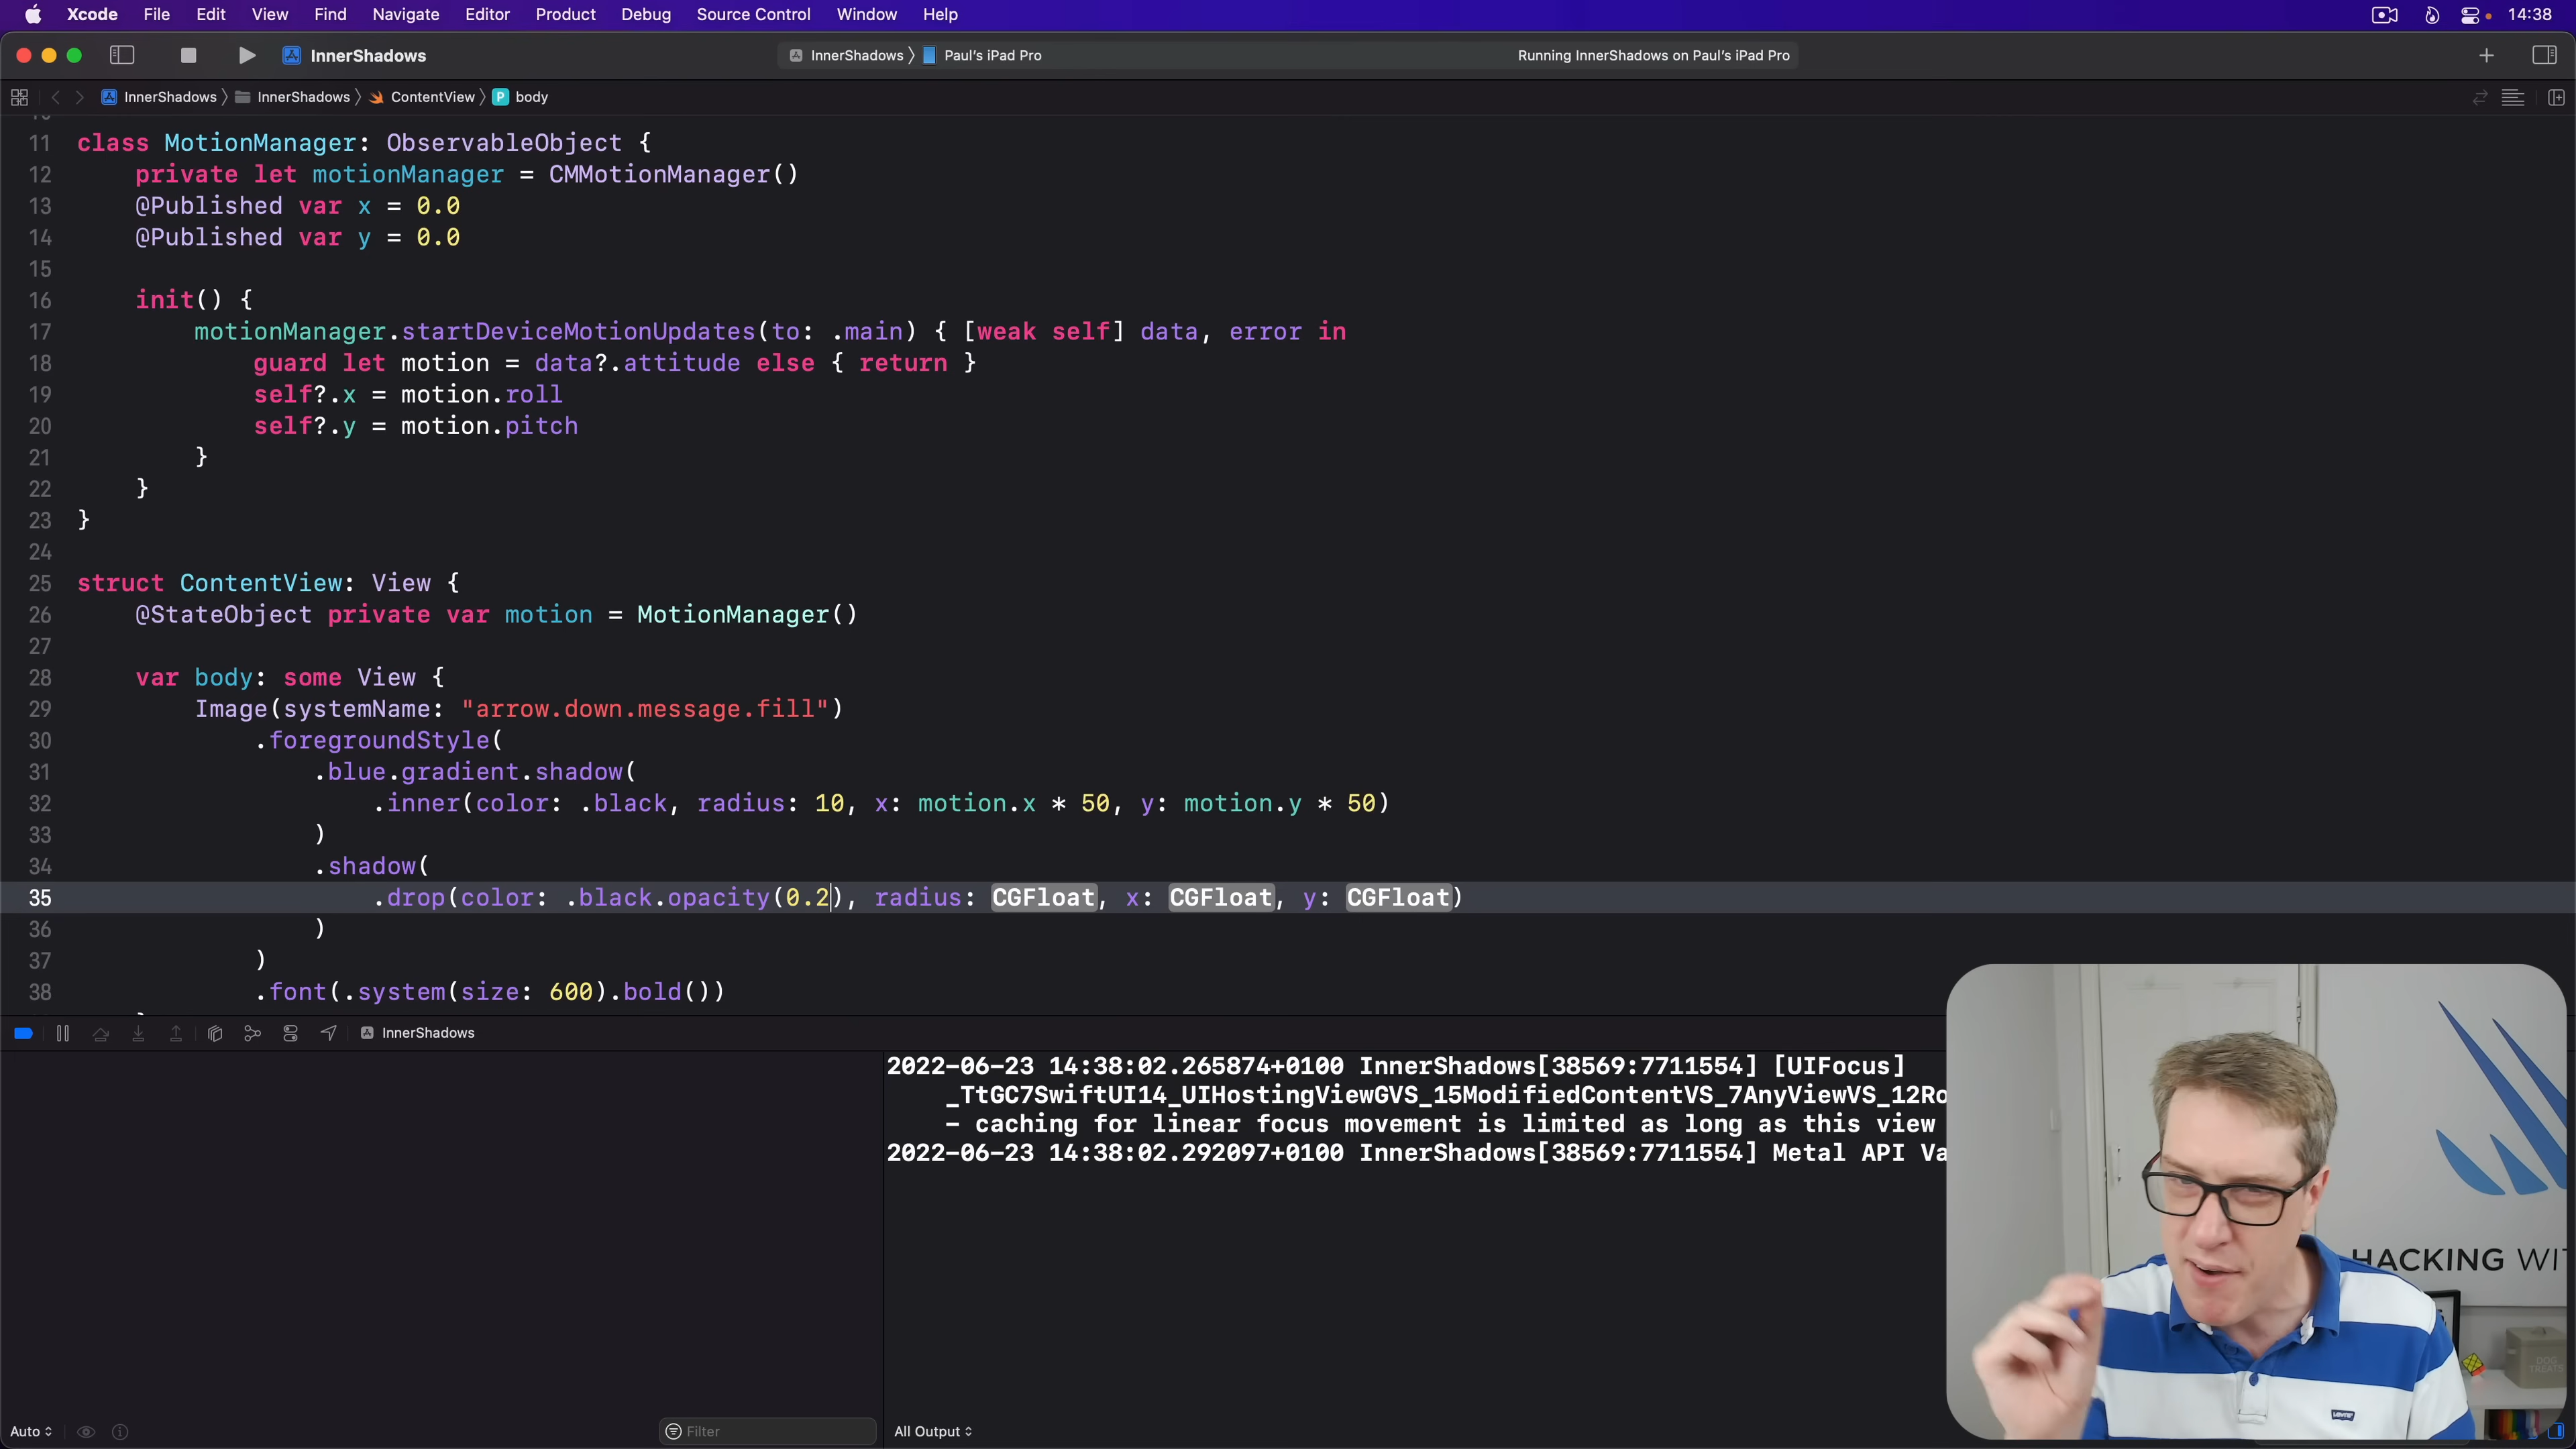 Xcode File Edit View Find Navigate Editor Product Debug Source Control Window Help 14:38
InnerShadows InnerShadows 〉 Paul's iPad Pro Running InnerShadows on Paul's iPad Pro
InnerShadows 〉 InnerShadows 〉 ContentView 〉 P body
11 class MotionManager: ObservableObject {
12 private let motionManager = CMMotionManager()
13 @Published var x = 0.0
14 @Published var y = 0.0
15
16 init() {
17 motionManager.startDeviceMotionUpdates(to: .main) { [weak self] data, error in
18 guard let motion = data?.attitude else { return }
19 self?.x = motion.roll
20 self?.y = motion.pitch
21 }
22 }
23 }
24
25 struct ContentView: View {
26 @StateObject private var motion = MotionManager()
27
28 var body: some View {
29 Image(systemName: "arrow.down.message.fill")
30 .foregroundStyle(
31 .blue.gradient.shadow(
32 .inner(color: .black, radius: 10, x: motion.x * 50, y: motion.y * 50)
33 )
34 .shadow(
35 .drop(color: .black.opacity(0.2), radius: CGFloat, x: CGFloat, y: CGFloat)
36 )
37 )
38 .font(.system(size: 600).bold())
InnerShadows
2022-06-23 14:38:02.265874+0100 InnerShadows[38569:7711554] [UIFocus]
_TtGC7SwiftUI14_UIHostingViewGVS_15ModifiedContentVS_7AnyViewVS_12Ro
- caching for linear focus movement is limited as long as this view
2022-06-23 14:38:02.292097+0100 InnerShadows[38569:7711554] Metal API Va
HACKING WIT
DOG TREATS
Levi's
Auto Filter All Output